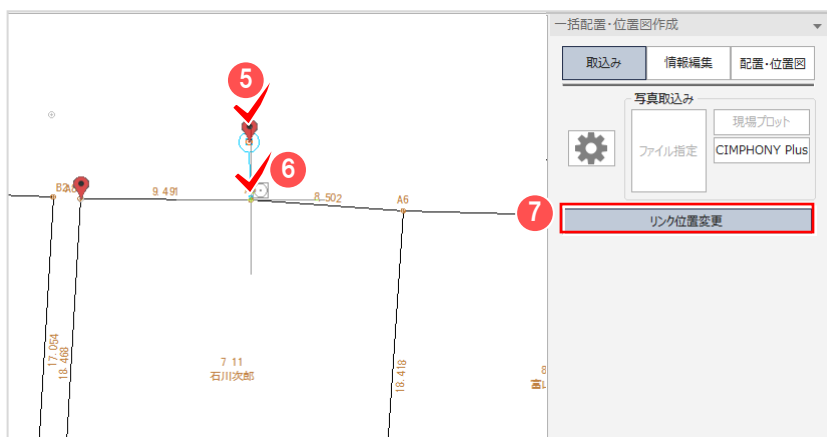 一括配置・位置図作成
取込み
情報編集
配置・位置図
写真取込み
ファイル指定
現場プロット
CIMPHONY Plus
リンク位置変更
5
6
7
B2
9.491
8.502
A6
17.054
18.468
18.418
7 11
石川次郎
8